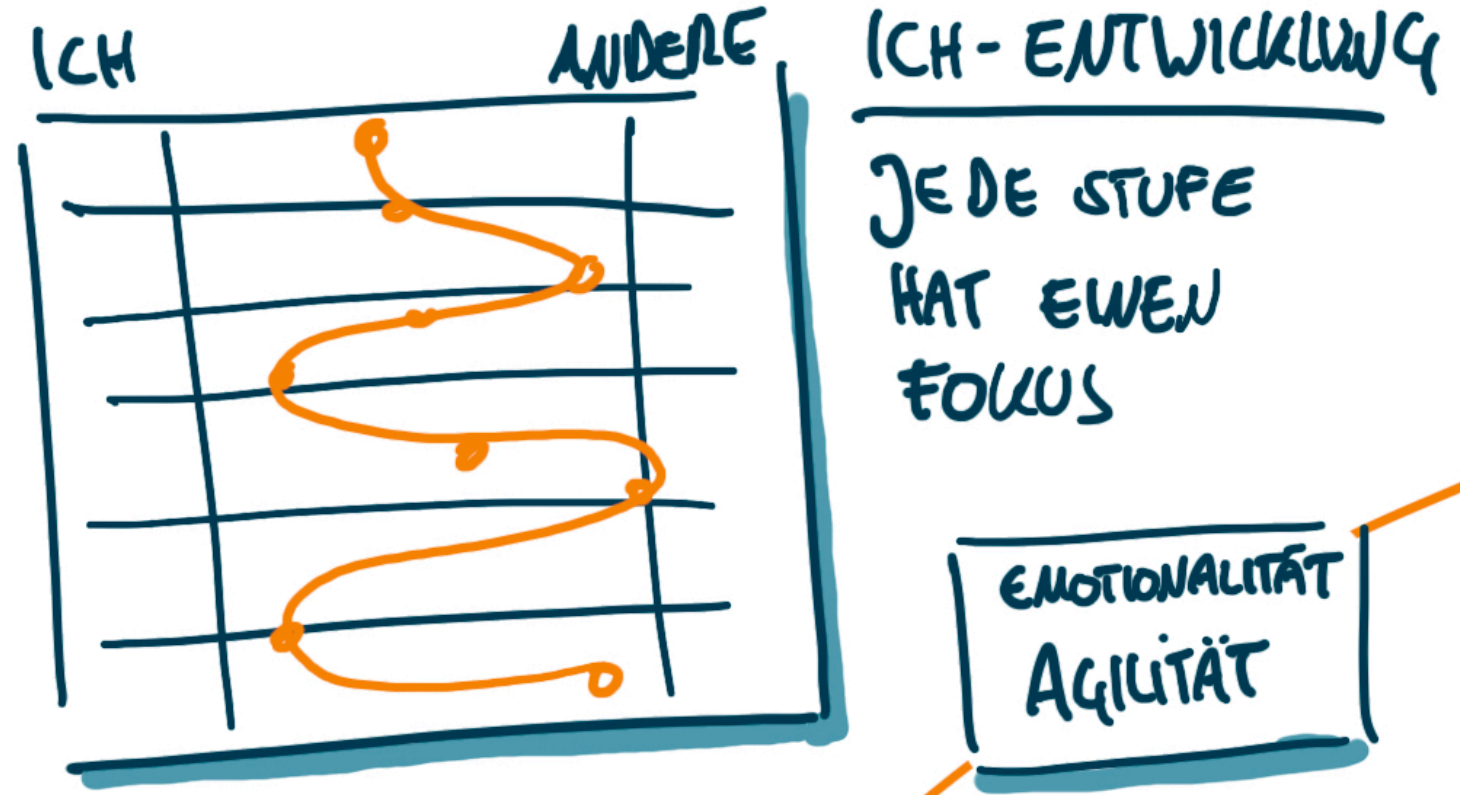 ICH
ANDERE
ICH-ENTWICKLUNG
JEDE STUFE
HAT EINEN
FOKUS
EMOTIONALITÄT
AGILITÄT